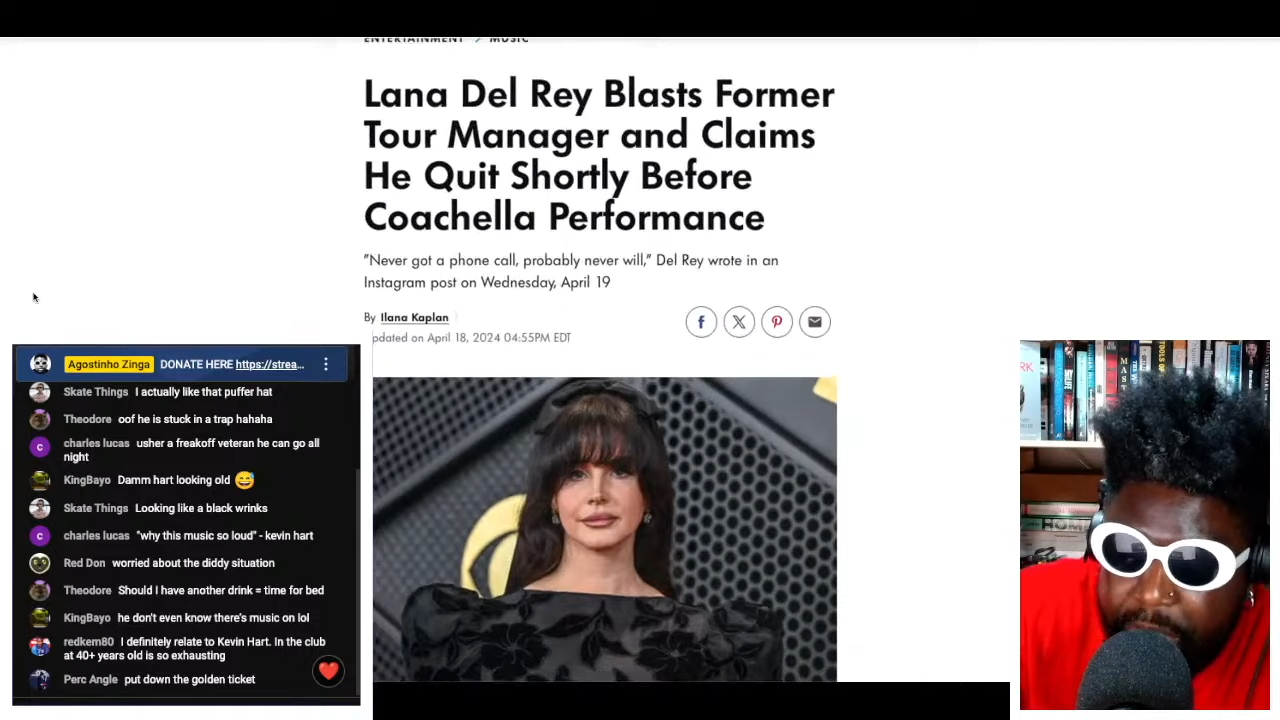 ENTERTAINMENT > MUSIC
Lana Del Rey Blasts Former
Tour Manager and Claims
He Quit Shortly Before
Coachella Performance
"Never got a phone call, probably never will," Del Rey wrote in an
Instagram post on Wednesday, April 19
By Ilana Kaplan
pdated on April 18, 2024 04:55PM EDT
Agostinho Zinga DONATE HERE https://strea...
Skate Things I actually like that puffer hat
Theodore oof he is stuck in a trap hahaha
charles lucas usher a freakoff veteran he can go all
night
KingBayo Damm hart looking old 😅
Skate Things Looking like a black wrinks
charles lucas "why this music so loud" - kevin hart
Red Don worried about the diddy situation
Theodore Should I have another drink = time for bed
KingBayo he don't even know there's music on lol
redkem80 I definitely relate to Kevin Hart. In the club
at 40+ years old is so exhausting
Perc Angle put down the golden ticket